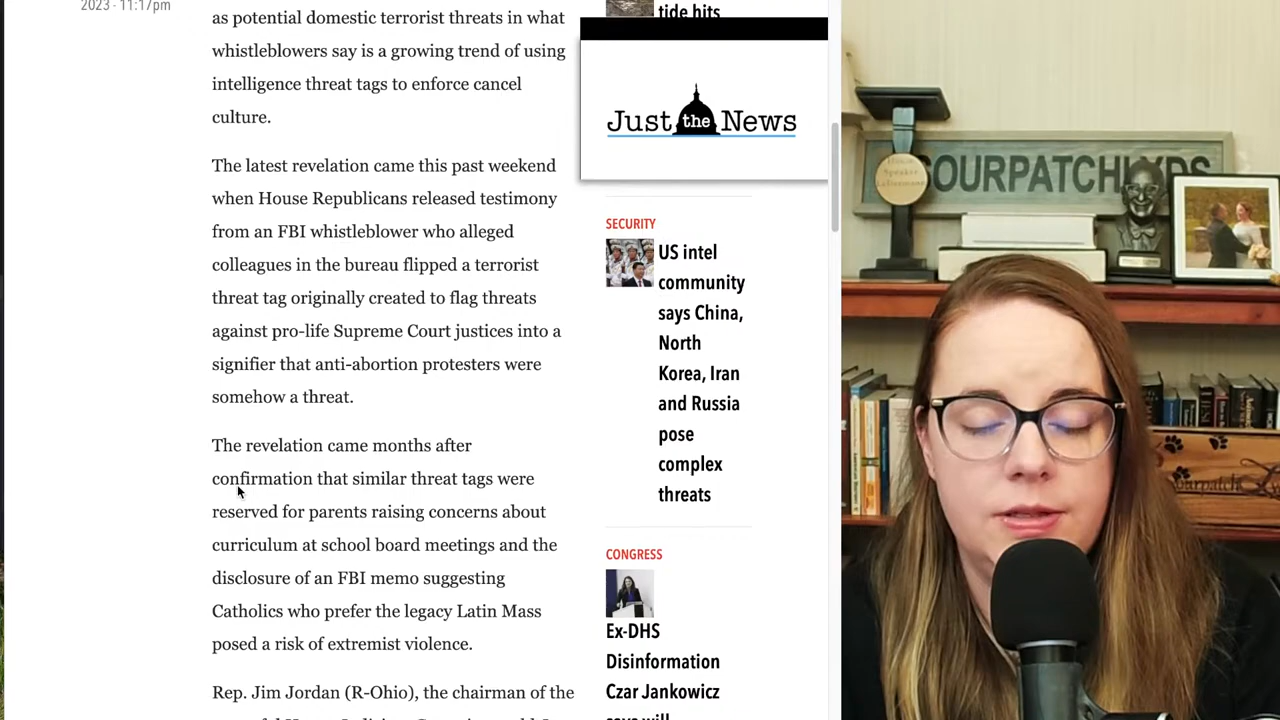 2023 - 11:17pm
as potential domestic terrorist threats in what
whistleblowers say is a growing trend of using
intelligence threat tags to enforce cancel
culture.
The latest revelation came this past weekend
when House Republicans released testimony
from an FBI whistleblower who alleged
colleagues in the bureau flipped a terrorist
threat tag originally created to flag threats
against pro-life Supreme Court justices into a
signifier that anti-abortion protesters were
somehow a threat.
The revelation came months after
confirmation that similar threat tags were
reserved for parents raising concerns about
curriculum at school board meetings and the
disclosure of an FBI memo suggesting
Catholics who prefer the legacy Latin Mass
posed a risk of extremist violence.
Rep. Jim Jordan (R-Ohio), the chairman of the
tide hits
Just the News
SECURITY
US intel
community
says China,
North
Korea, Iran
and Russia
pose
complex
threats
CONGRESS
Ex-DHS
Disinformation
Czar Jankowicz
says will
House
Speaker